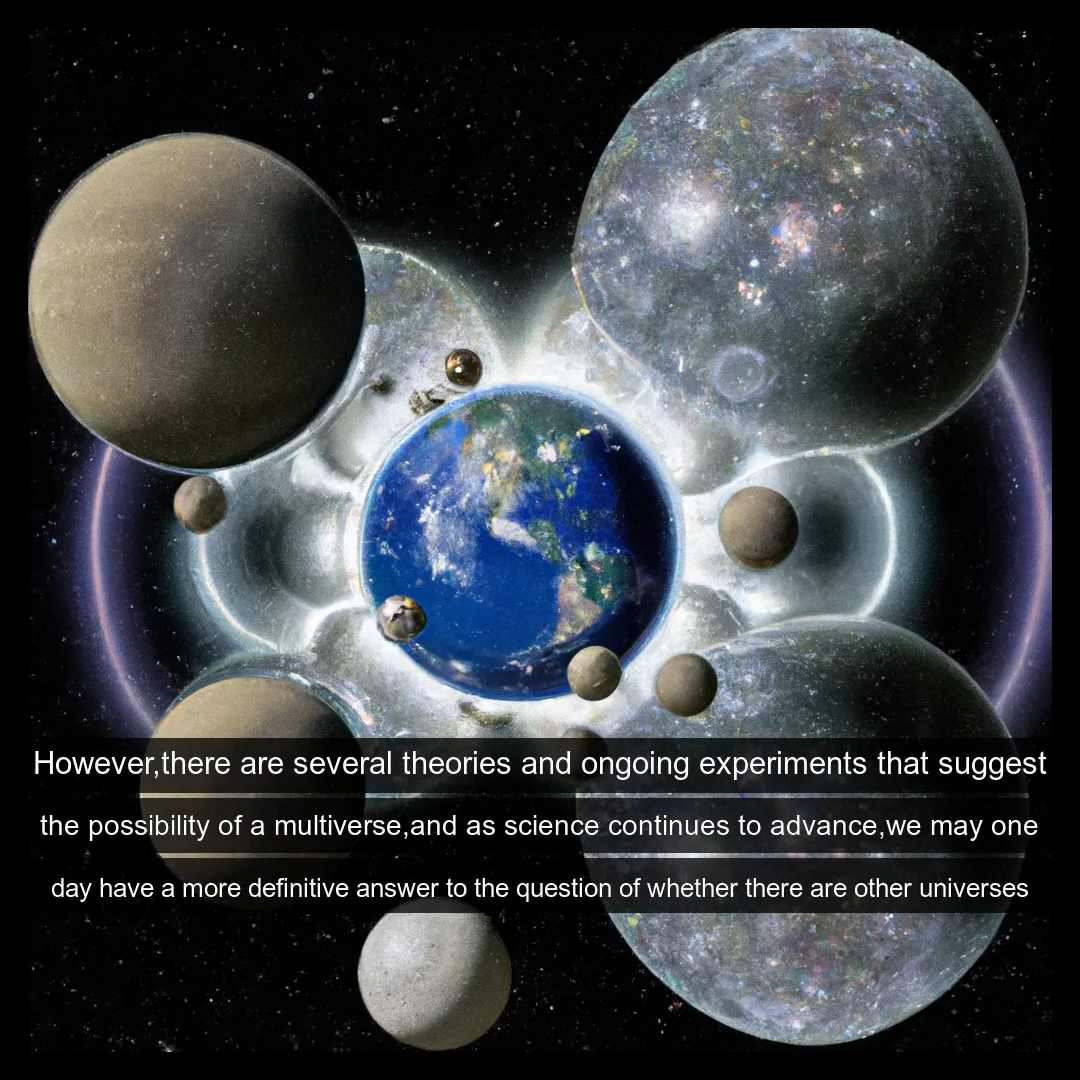 However,there are several theories and ongoing experiments that suggest
the possibility of a multiverse,and as science continues to advance,we may one
day have a more definitive answer to the question of whether there are other universes